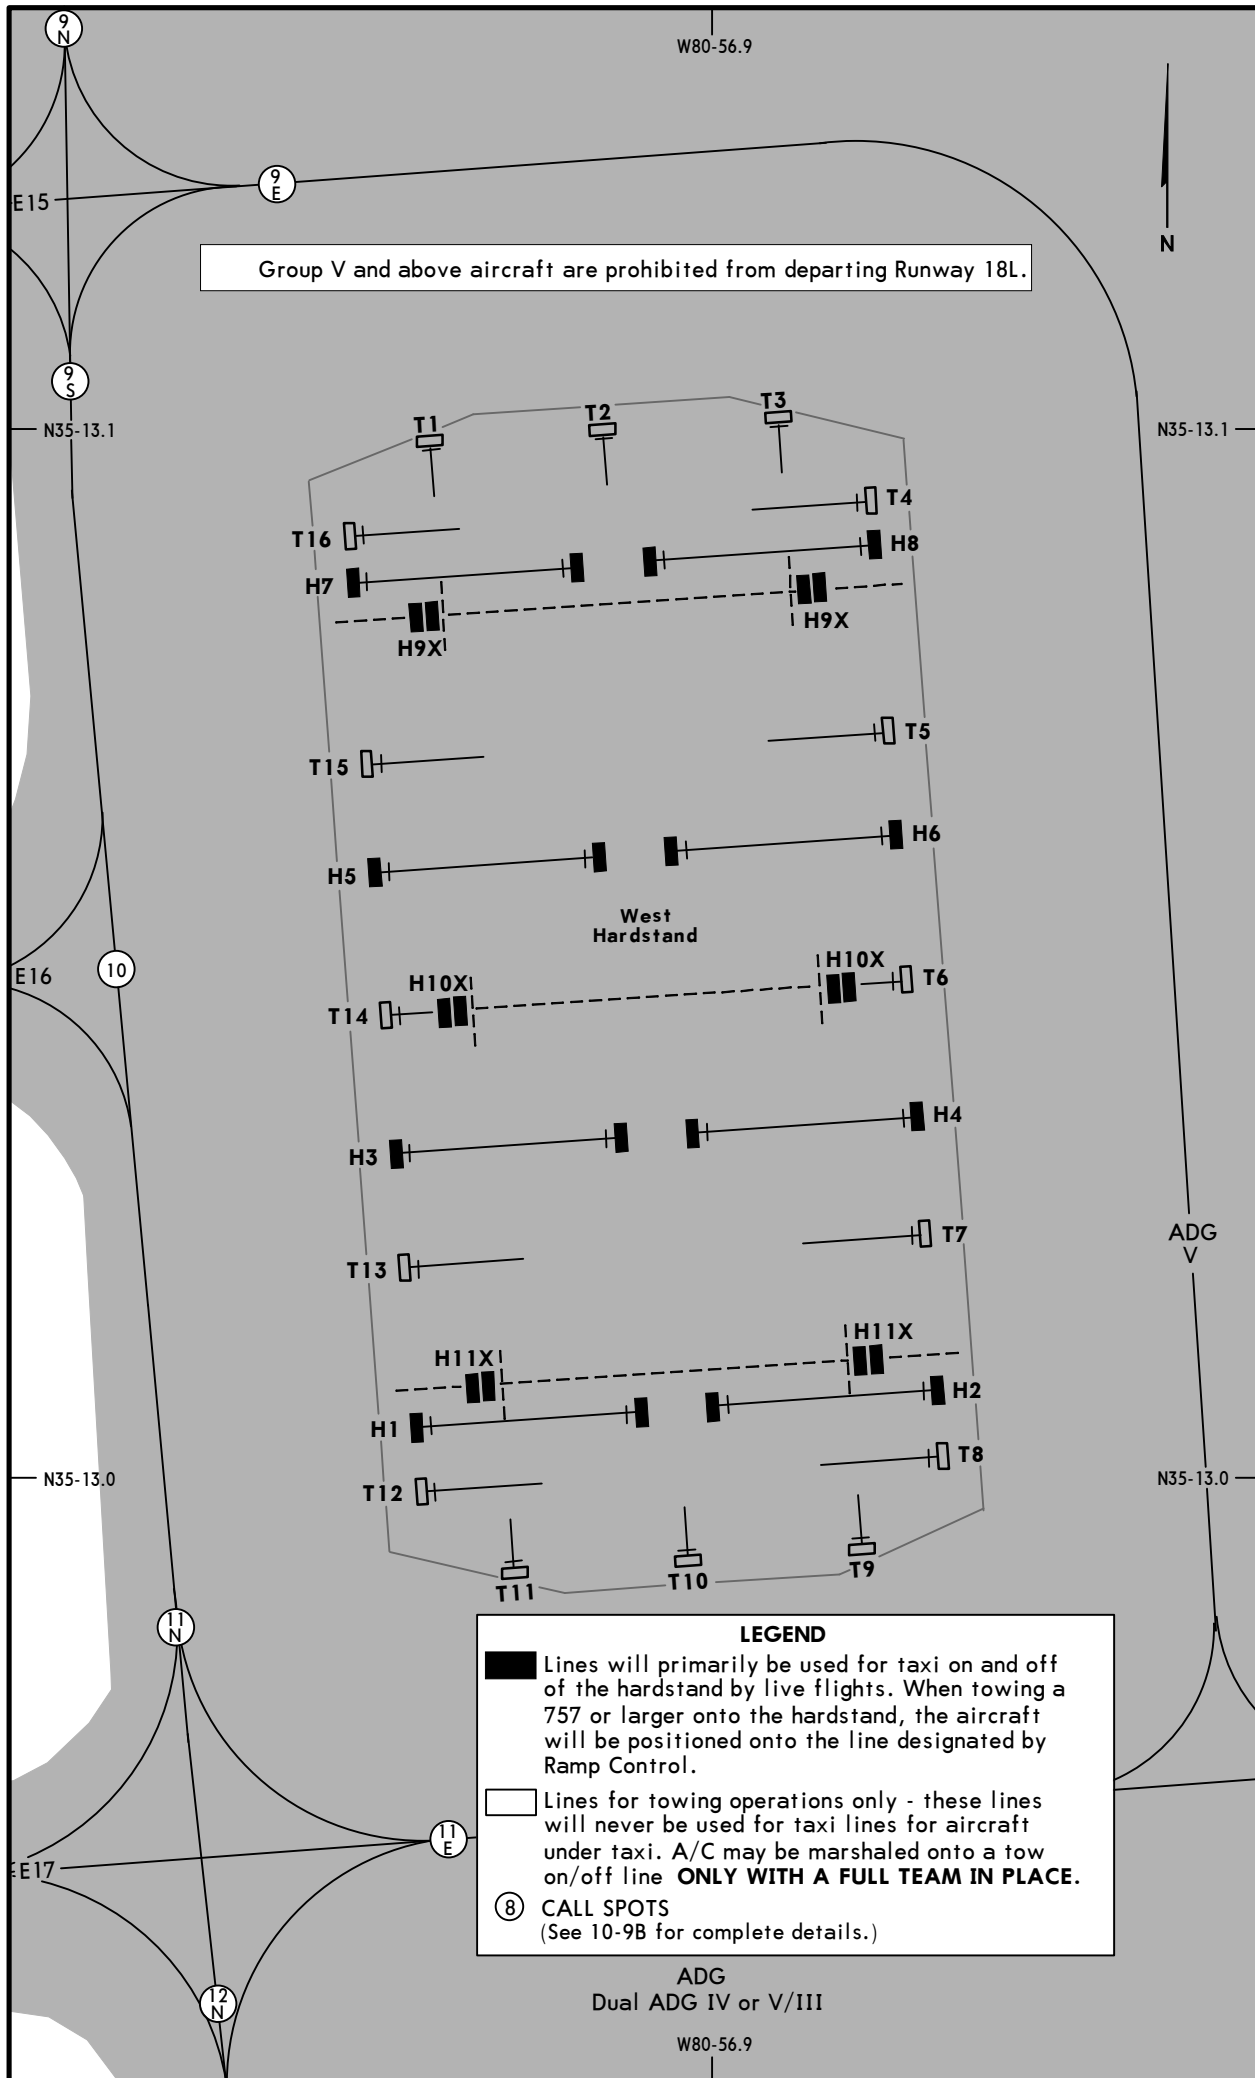 9
N
W80-56.9
9
E
E15
N
Group V and above aircraft are prohibited from departing Runway 18L.
9
S
N35-13.1
N35-13.1
T1
T2
T3
T4
T16
H8
H7
H9X
H9X
T5
T15
H6
H5
West
Hardstand
E16
10
H10X
H10X
T6
T14
H4
H3
T7
ADG
V
T13
H11X
H11X
H2
H1
T8
N35-13.0
N35-13.0
T12
T9
T10
T11
11
N
LEGEND
Lines will primarily be used for taxi on and off
of the hardstand by live flights. When towing a
757 or larger onto the hardstand, the aircraft
will be positioned onto the line designated by
Ramp Control.
Lines for towing operations only - these lines
will never be used for taxi lines for aircraft
under taxi. A/C may be marshaled onto a tow
on/off line ONLY WITH A FULL TEAM IN PLACE.
8 CALL SPOTS
(See 10-9B for complete details.)
11
E
E17
12
N
ADG
Dual ADG IV or V/III
W80-56.9